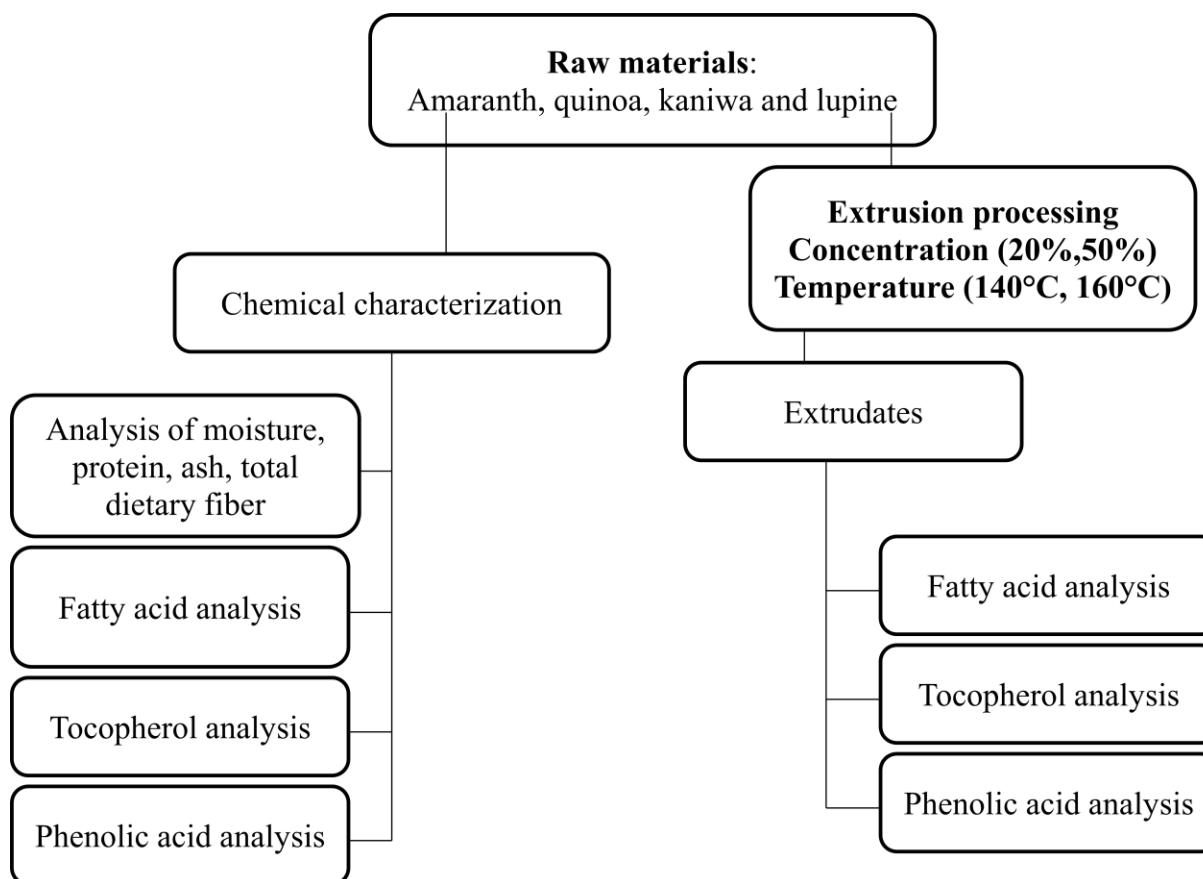 Raw materials:
Amaranth, quinoa, kaniwa and lupine
Extrusion processing
Concentration (20%,50%)
Temperature (140°C, 160°C)
Chemical characterization
Extrudates
Analysis of moisture,
protein, ash, total
dietary fiber
Fatty acid analysis
Tocopherol analysis
Phenolic acid analysis
Fatty acid analysis
Tocopherol analysis
Phenolic acid analysis